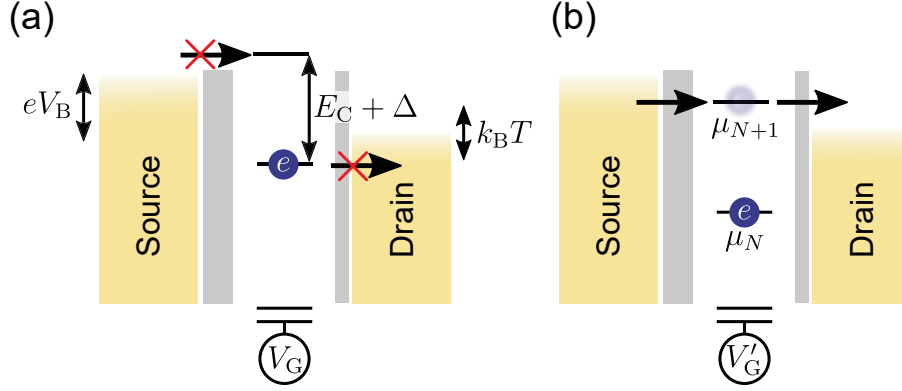 (a)
eV_B
Source
E_C + Δ
e
k_BT
Drain
V_G
(b)
Source
μ_{N+1}
e
μ_N
Drain
V'_G